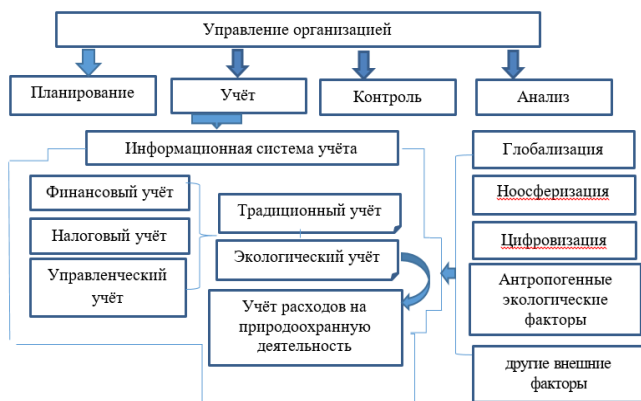 Управление организацией
Планирование
Учёт
Контроль
Анализ
Информационная система учёта
Финансовый учёт
Налоговый учёт
Управленческий
учёт
Традиционный учёт
Экологический учёт
Учёт расходов на
природоохранную
деятельность
Глобализация
Ноосферизация
Цифровизация
Антропогенные
экологические
факторы
другие внешние
факторы